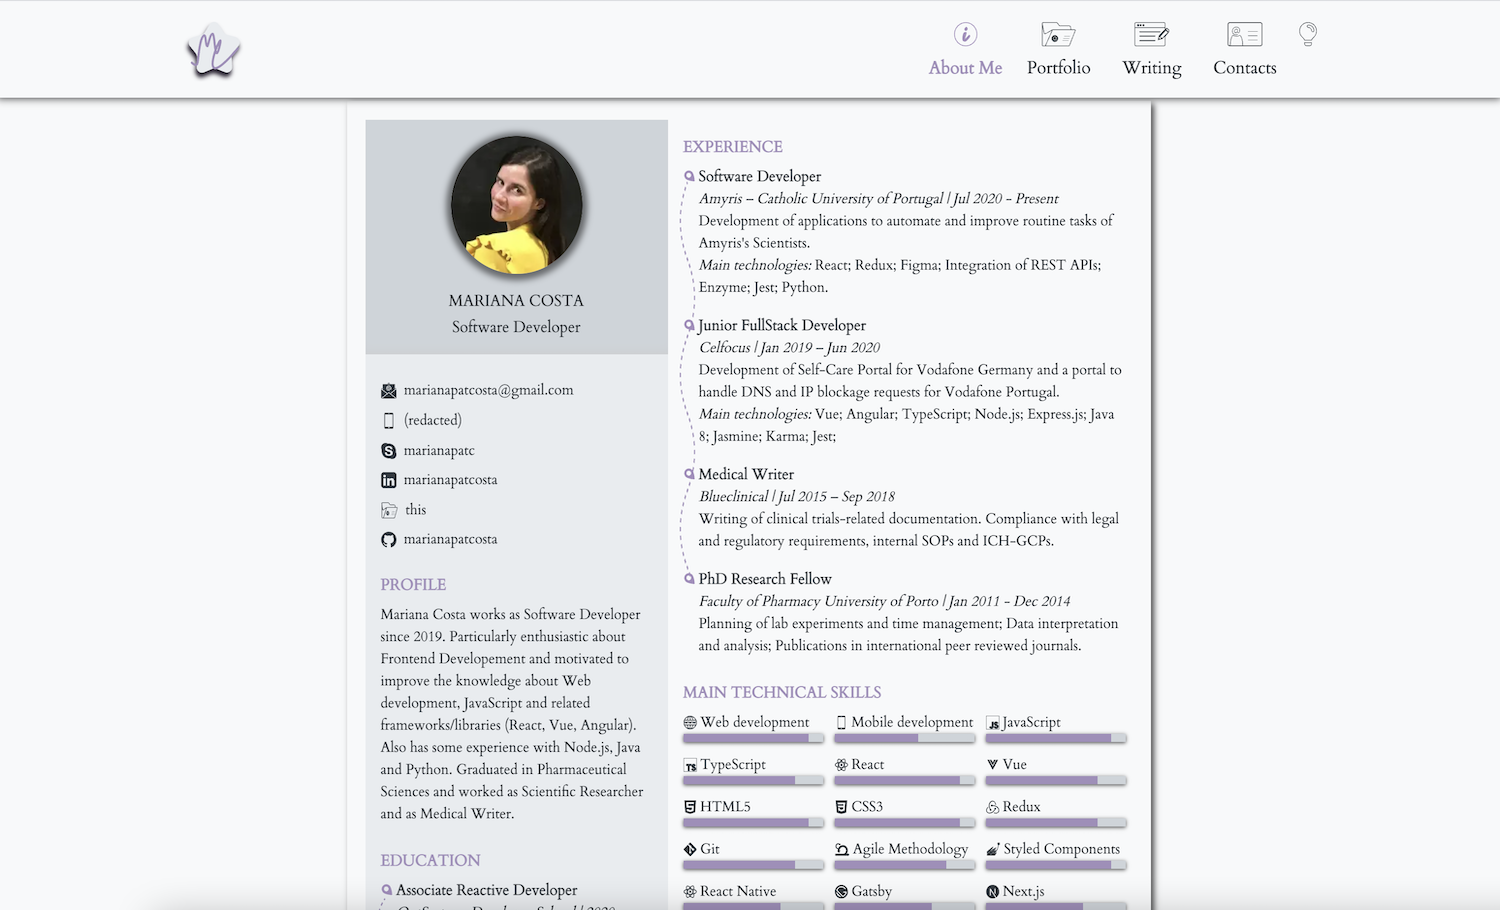 About Me
Portfolio
Writing
Contacts
MARIANA COSTA
Software Developer
marianapatcosta@gmail.com
(redacted)
marianapatc
marianapatcosta
this
marianapatcosta
PROFILE
Mariana Costa works as Software Developer
since 2019. Particularly enthusiastic about
Frontend Developement and motivated to
improve the knowledge about Web
development, JavaScript and related
frameworks/libraries (React, Vue, Angular).
Also has some experience with Node.js, Java
and Python. Graduated in Pharmaceutical
Sciences and worked as Scientific Researcher
and as Medical Writer.
EDUCATION
Associate Reactive Developer
EXPERIENCE
Software Developer
Amyris – Catholic University of Portugal | Jul 2020 - Present
Development of applications to automate and improve routine tasks of
Amyris's Scientists.
Main technologies: React; Redux; Figma; Integration of REST APIs;
Enzyme; Jest; Python.
Junior FullStack Developer
Celfocus | Jan 2019 – Jun 2020
Development of Self-Care Portal for Vodafone Germany and a portal to
handle DNS and IP blockage requests for Vodafone Portugal.
Main technologies: Vue; Angular; TypeScript; Node.js; Express.js; Java
8; Jasmine; Karma; Jest;
Medical Writer
Blueclinical | Jul 2015 – Sep 2018
Writing of clinical trials-related documentation. Compliance with legal
and regulatory requirements, internal SOPs and ICH-GCPs.
PhD Research Fellow
Faculty of Pharmacy University of Porto | Jan 2011 - Dec 2014
Planning of lab experiments and time management; Data interpretation
and analysis; Publications in international peer reviewed journals.
MAIN TECHNICAL SKILLS
Web development
Mobile development
JavaScript
TypeScript
React
Vue
HTML5
CSS3
Redux
Git
Agile Methodology
Styled Components
React Native
Gatsby
Next.js